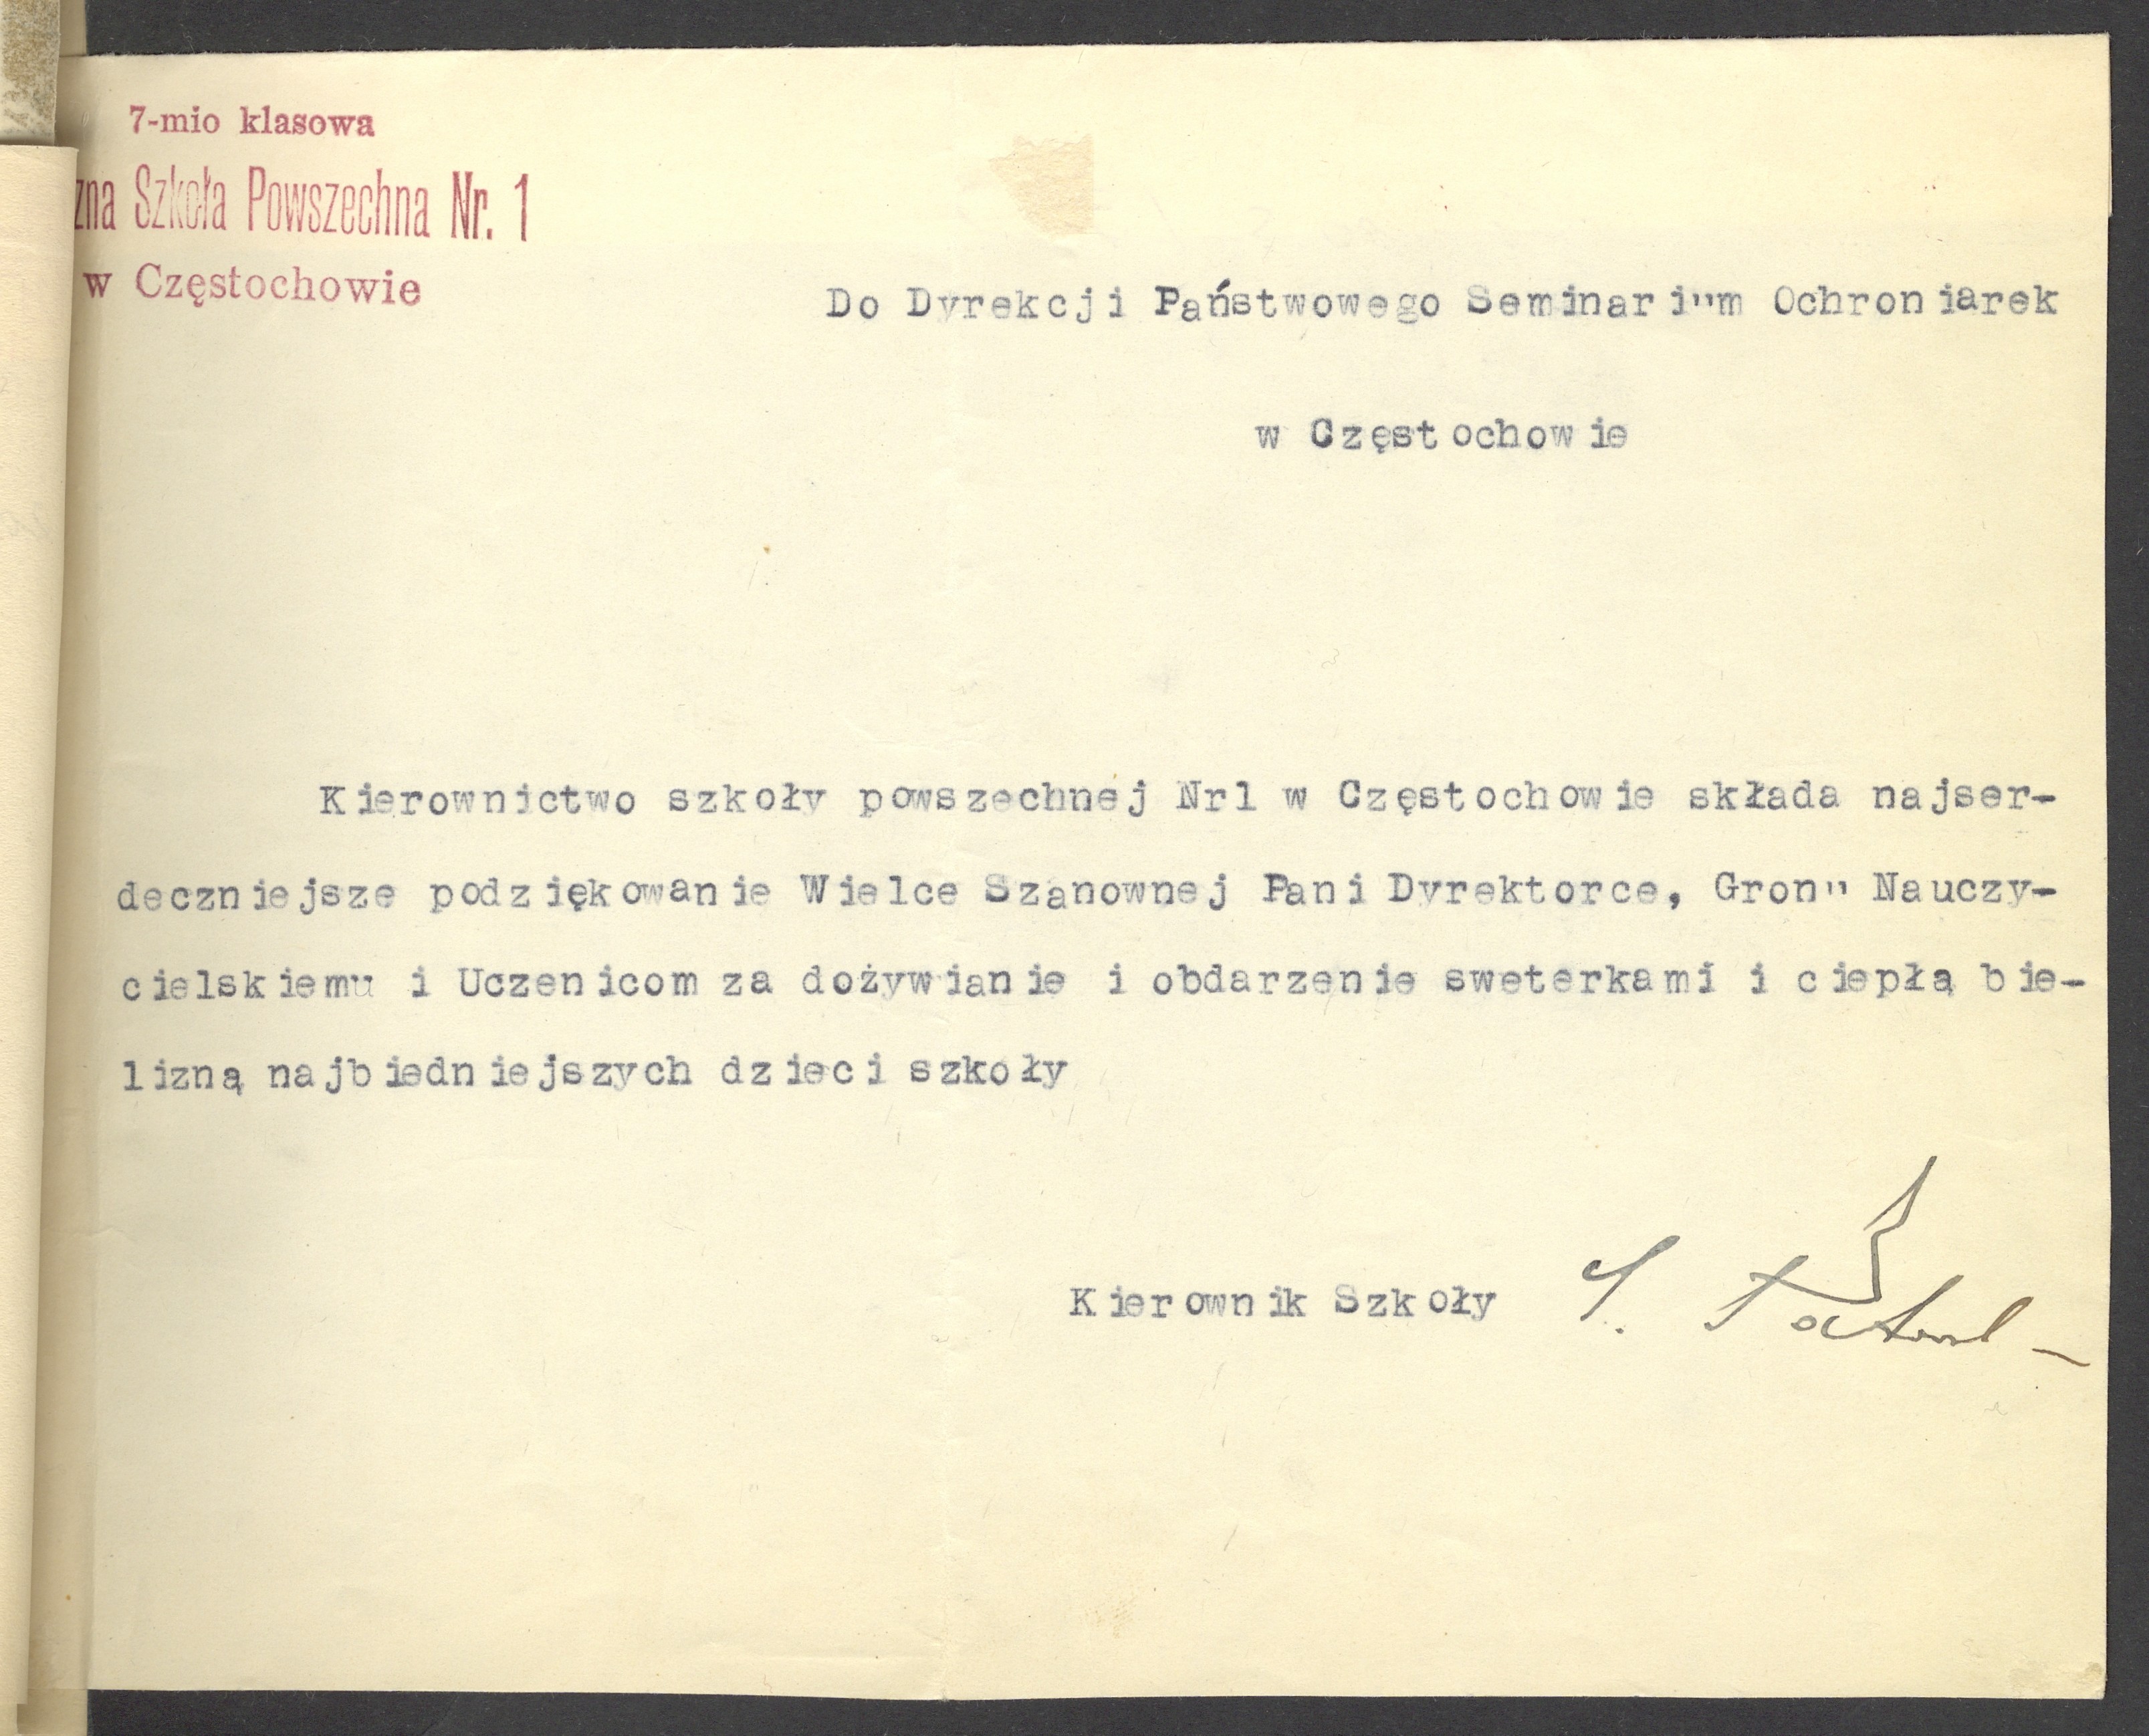 7-mio klasowa
zna Szkoła Powszechna Nr. 1
w Częstochowie
Do Dyrekcji Państwowego Seminarium Ochroniarek
w Częstochowie
Kierownictwo szkoły powszechnej Nr1 w Częstochowie składa najser-
deczniejsze podziękowanie Wielce Szanownej Pani Dyrektorce, Gronu Nauczy-
cielskiemu i Uczenicom za dożywianie i obdarzenie sweterkami i ciepłą bie-
lizną najbiedniejszych dzieci szkoły
Kierownik Szkoły